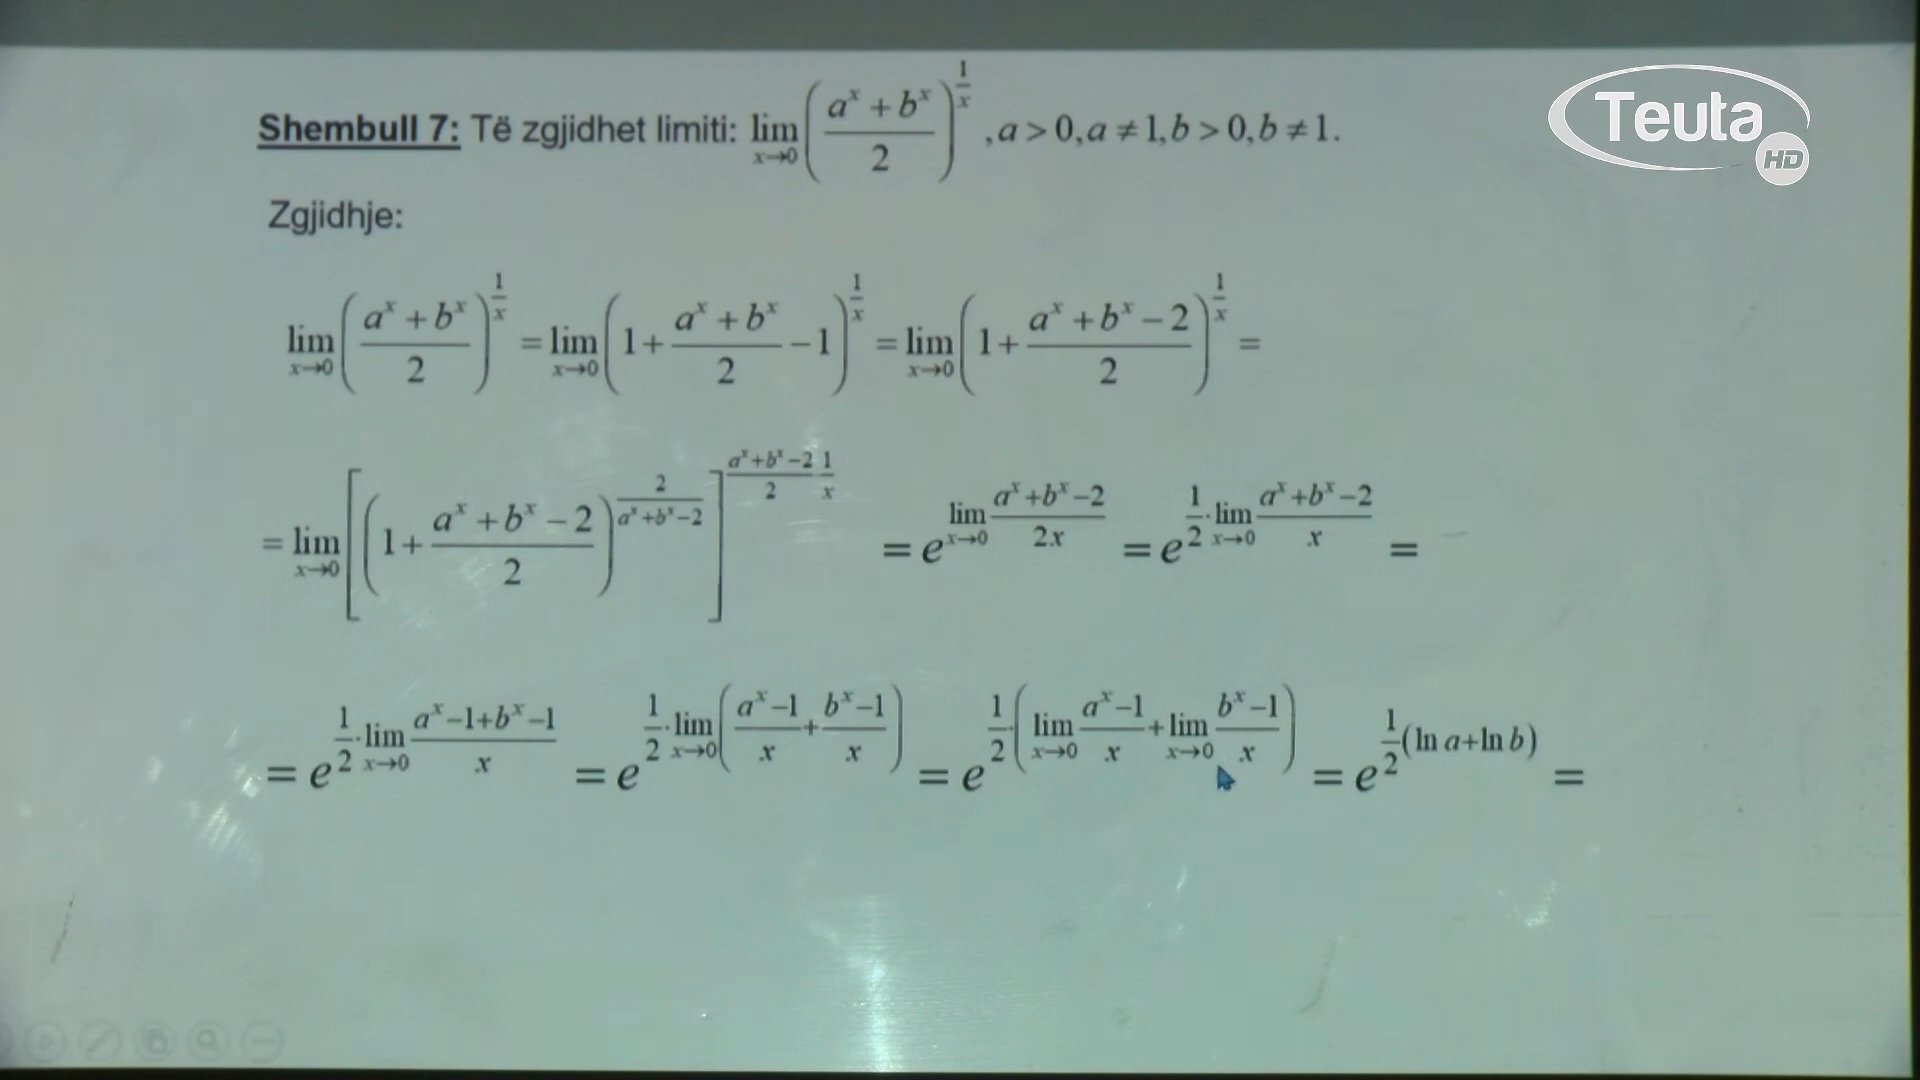 Teuta
HD
Shembull 7: Të zgjidhet limiti: lim_{x→0} ( (a^x + b^x) / 2 )^{1/x} , a > 0, a ≠ 1, b > 0, b ≠ 1.
Zgjidhje:
lim_{x→0} ( (a^x + b^x) / 2 )^{1/x} = lim_{x→0} ( 1 + (a^x + b^x) / 2 − 1 )^{1/x} = lim_{x→0} ( 1 + (a^x + b^x − 2) / 2 )^{1/x} =
= lim_{x→0} [ ( 1 + (a^x + b^x − 2) / 2 )^{2 / (a^x + b^x − 2)} ]^{(a^x + b^x − 2) / 2 · 1/x} = e^{lim_{x→0} (a^x + b^x − 2) / 2x} = e^{1/2 · lim_{x→0} (a^x + b^x − 2) / x} =
= e^{1/2 · lim_{x→0} (a^x − 1 + b^x − 1) / x} = e^{1/2 · lim_{x→0} ( (a^x − 1) / x + (b^x − 1) / x )} = e^{1/2 · ( lim_{x→0} (a^x − 1) / x + lim_{x→0} (b^x − 1) / x )} = e^{1/2 (ln a + ln b)} =